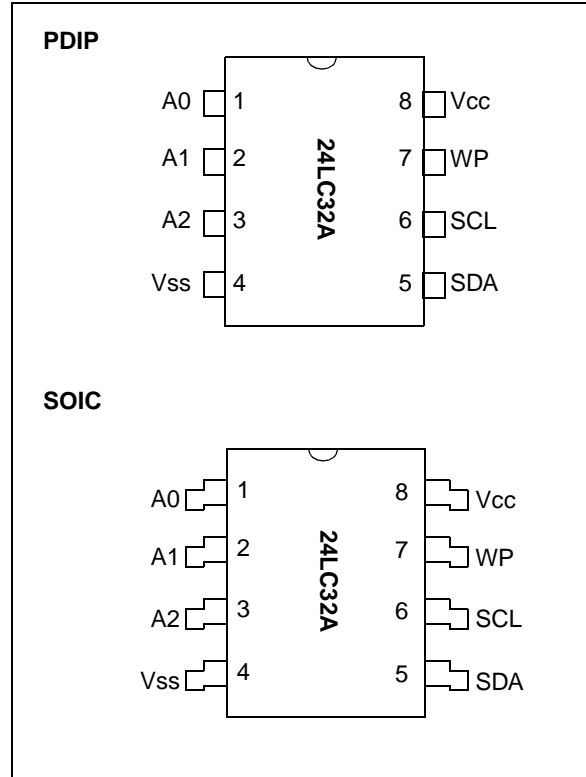 PDIP
A0 1 8 Vcc
A1 2 7 WP
24LC32A
A2 3 6 SCL
Vss 4 5 SDA
SOIC
A0 1 8 Vcc
A1 2 7 WP
24LC32A
A2 3 6 SCL
Vss 4 5 SDA